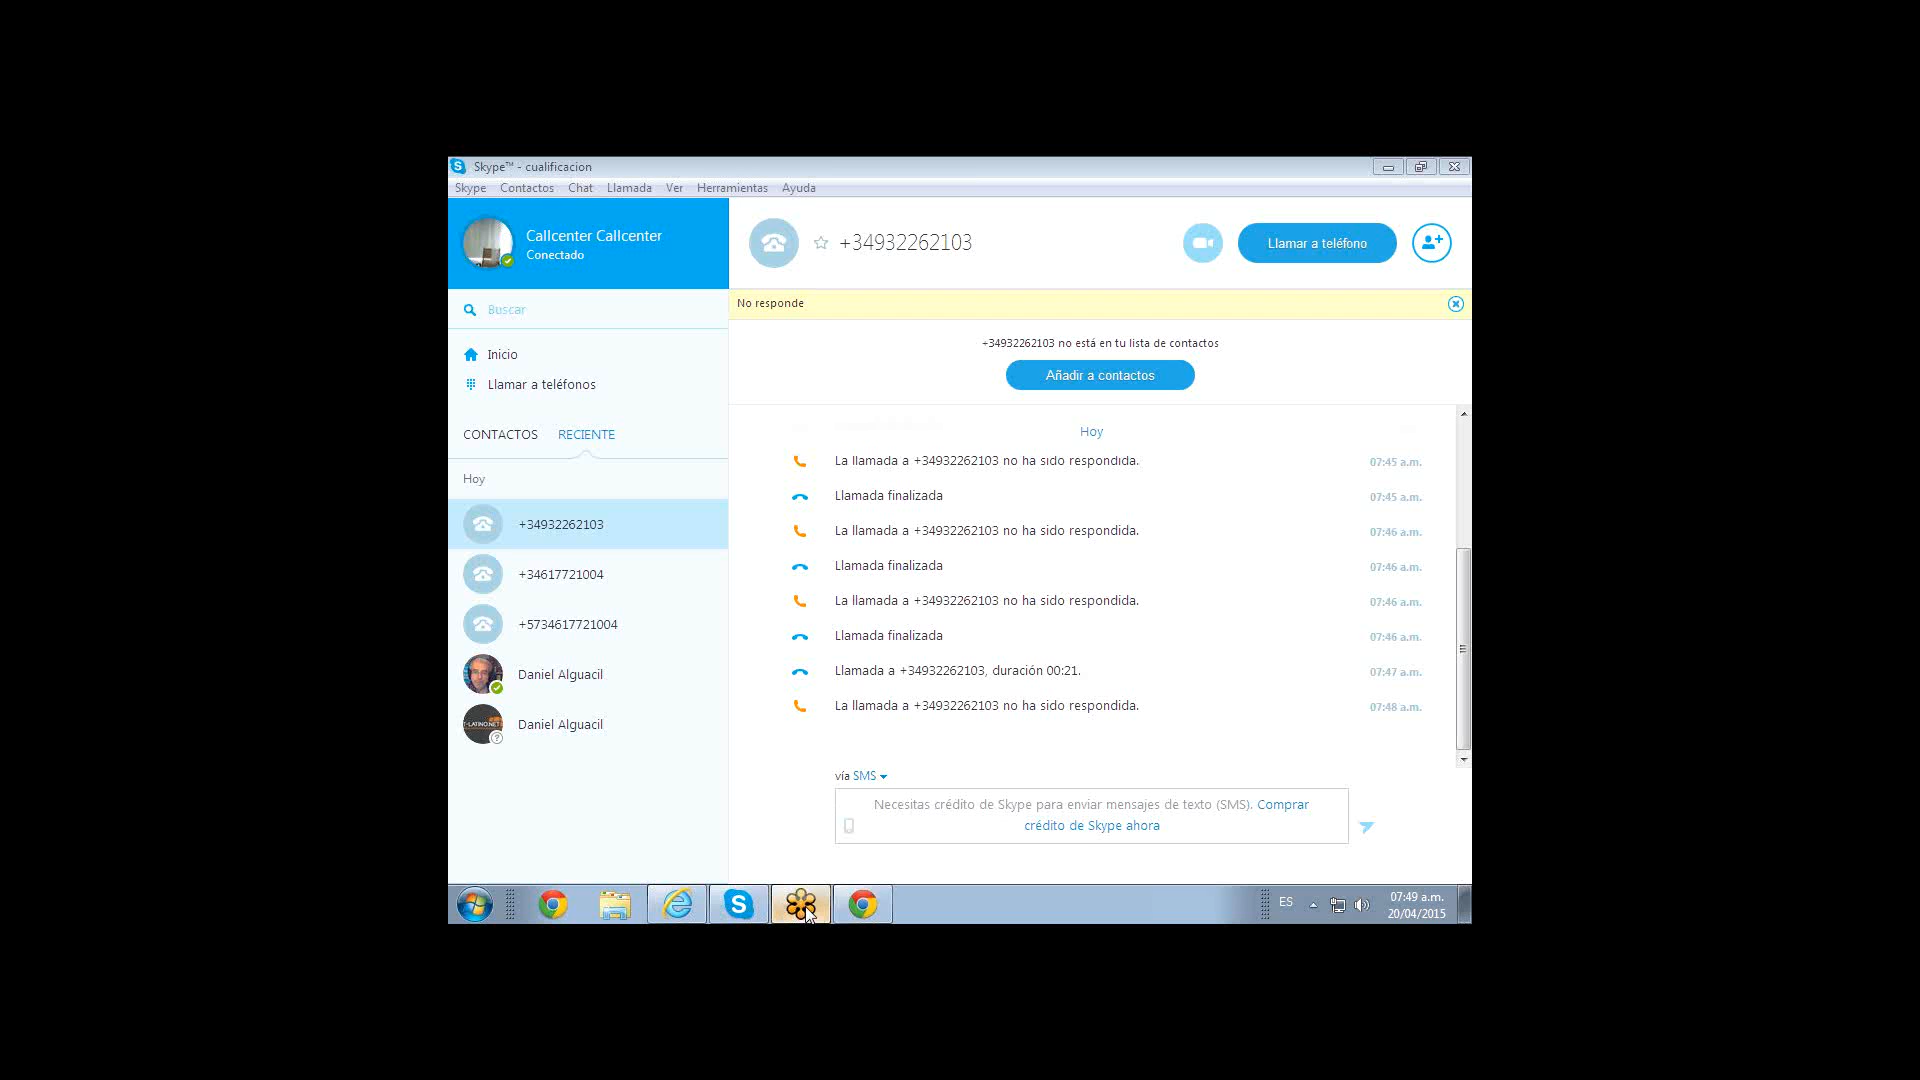 Skype™ - cualificacion
Skype Contactos Chat Llamada Ver Herramientas Ayuda
Callcenter Callcenter
Conectado
Buscar
Inicio
Llamar a teléfonos
CONTACTOS RECIENTE
Hoy
+34932262103
+34617721004
+5734617721004
Daniel Alguacil
T-LATINO.NET
Daniel Alguacil
+34932262103
Llamar a teléfono
No responde
+34932262103 no está en tu lista de contactos
Añadir a contactos
Hoy
La llamada a +34932262103 no ha sido respondida. 07:45 a.m.
Llamada finalizada 07:45 a.m.
La llamada a +34932262103 no ha sido respondida. 07:46 a.m.
Llamada finalizada 07:46 a.m.
La llamada a +34932262103 no ha sido respondida. 07:46 a.m.
Llamada finalizada 07:46 a.m.
Llamada a +34932262103, duración 00:21. 07:47 a.m.
La llamada a +34932262103 no ha sido respondida. 07:48 a.m.
vía SMS
Necesitas crédito de Skype para enviar mensajes de texto (SMS). Comprar
crédito de Skype ahora
ES
07:49 a.m.
20/04/2015